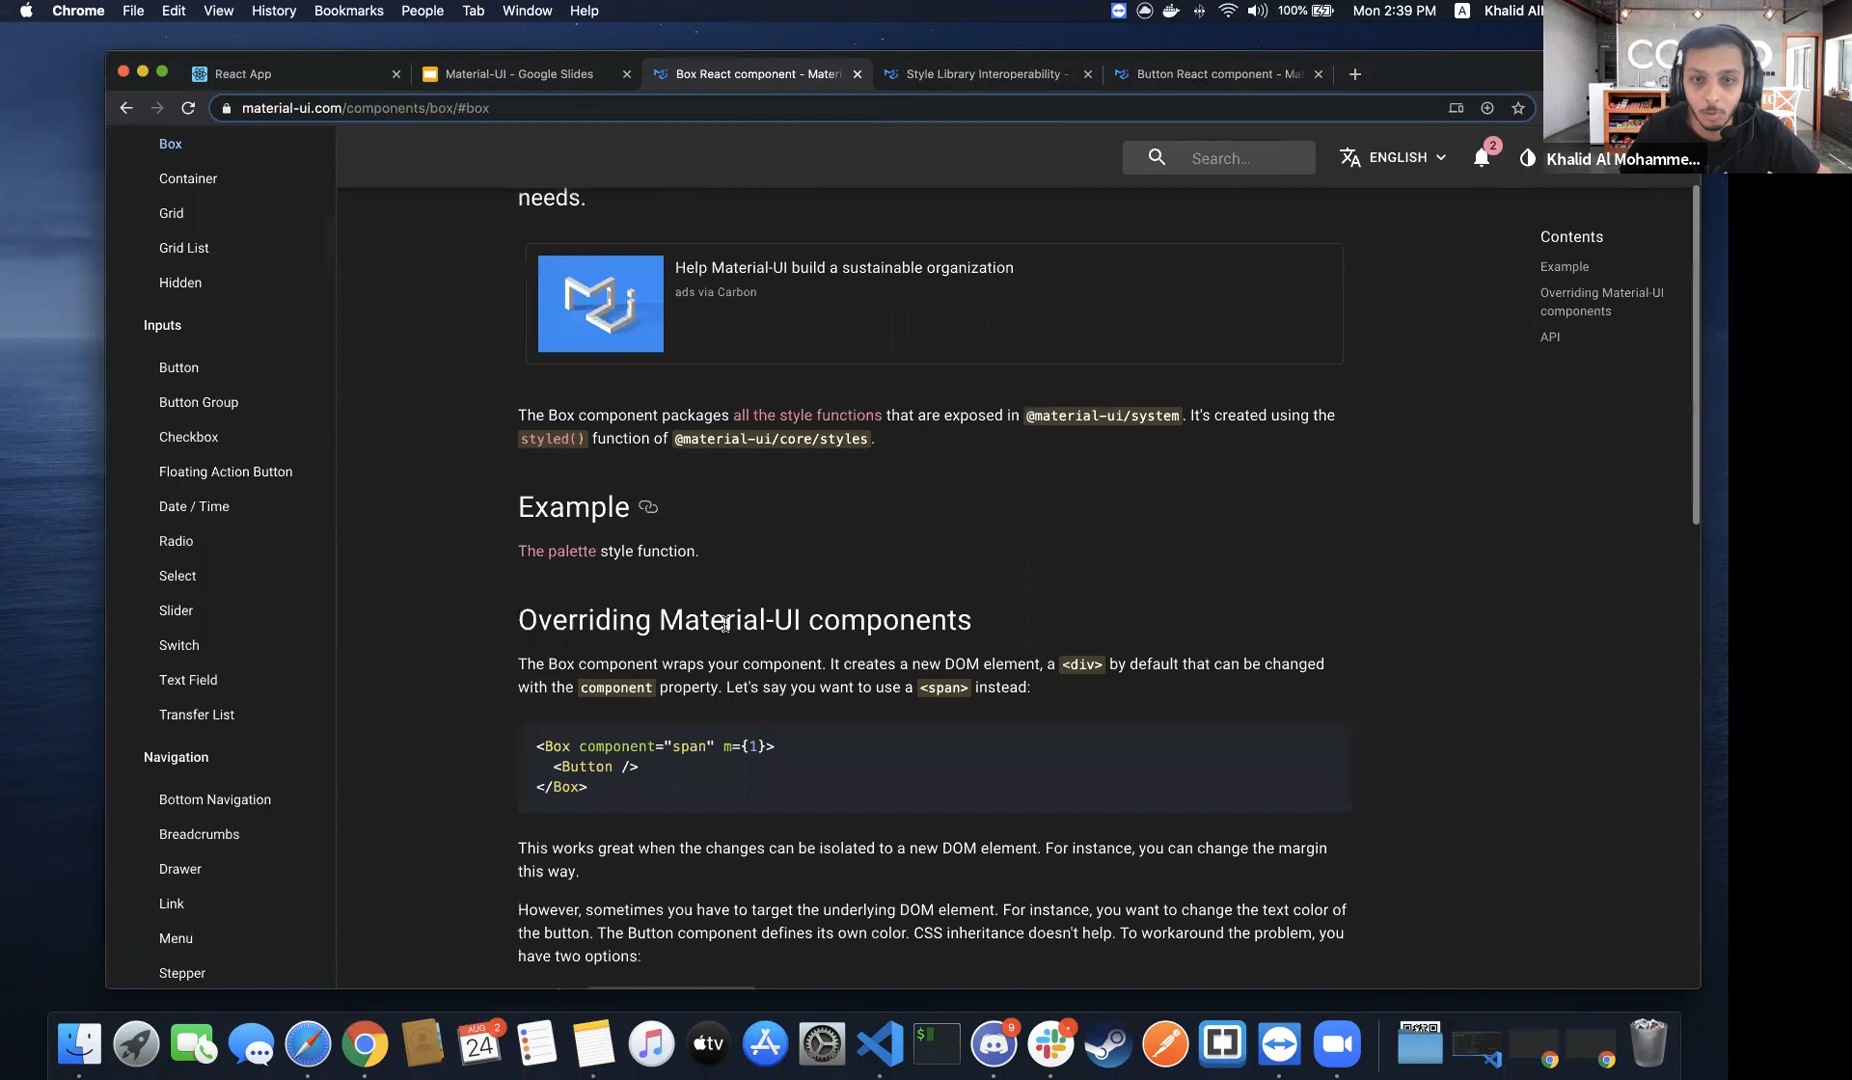 Chrome File Edit View History Bookmarks People Tab Window Help
100% Mon 2:39 PM A Khalid All
React App
Material-UI - Google Slides
Box React component - Materi
Style Library Interoperability -
Button React component - Mat
material-ui.com/components/box/#box
Search...
ENGLISH
2
Khalid Al Mohamme...
Box
Container
Grid
Grid List
Hidden
Inputs
Button
Button Group
Checkbox
Floating Action Button
Date / Time
Radio
Select
Slider
Switch
Text Field
Transfer List
Navigation
Bottom Navigation
Breadcrumbs
Drawer
Link
Menu
Stepper
needs.
Help Material-UI build a sustainable organization
ads via Carbon
The Box component packages all the style functions that are exposed in @material-ui/system. It's created using the
styled() function of @material-ui/core/styles.
Example
The palette style function.
Overriding Material-UI components
The Box component wraps your component. It creates a new DOM element, a <div> by default that can be changed
with the component property. Let's say you want to use a <span> instead:
<Box component="span" m={1}>
<Button />
</Box>
This works great when the changes can be isolated to a new DOM element. For instance, you can change the margin
this way.
However, sometimes you have to target the underlying DOM element. For instance, you want to change the text color of
the button. The Button component defines its own color. CSS inheritance doesn't help. To workaround the problem, you
have two options:
Contents
Example
Overriding Material-UI
components
API
AUG 2
24
tv
$
9